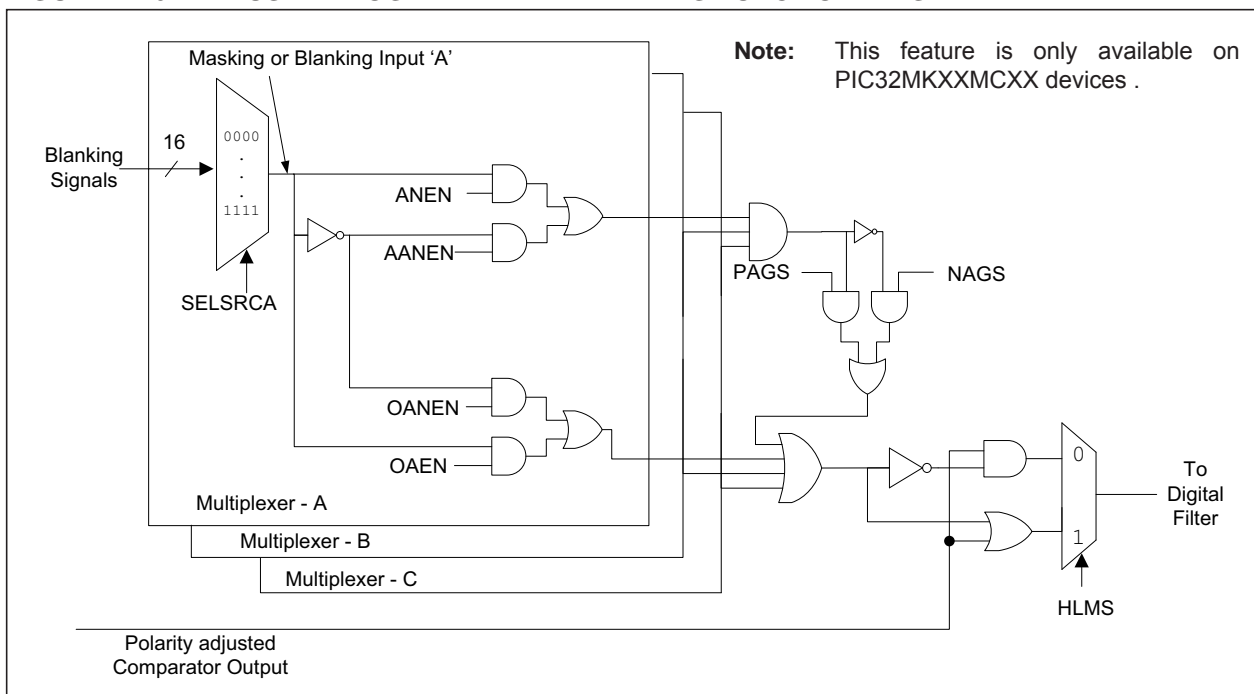 Note: This feature is only available on
PIC32MKXXMCXX devices .
Masking or Blanking Input ‘A’
Blanking
Signals
16
0000
.
.
.
1111
SELSRCA
ANEN
AANEN
OANEN
OAEN
PAGS
NAGS
Multiplexer - A
Multiplexer - B
Multiplexer - C
0
1
HLMS
To
Digital
Filter
Polarity adjusted
Comparator Output